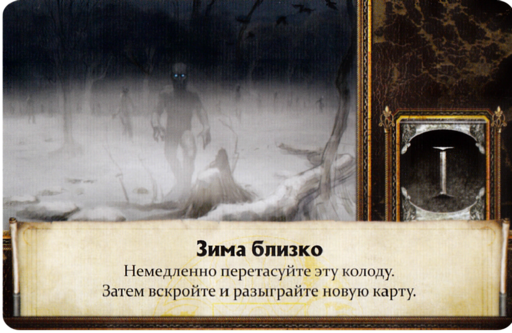 I
Зима близко
Немедленно перетасуйте эту колоду.
Затем вскройте и разыграйте новую карту.